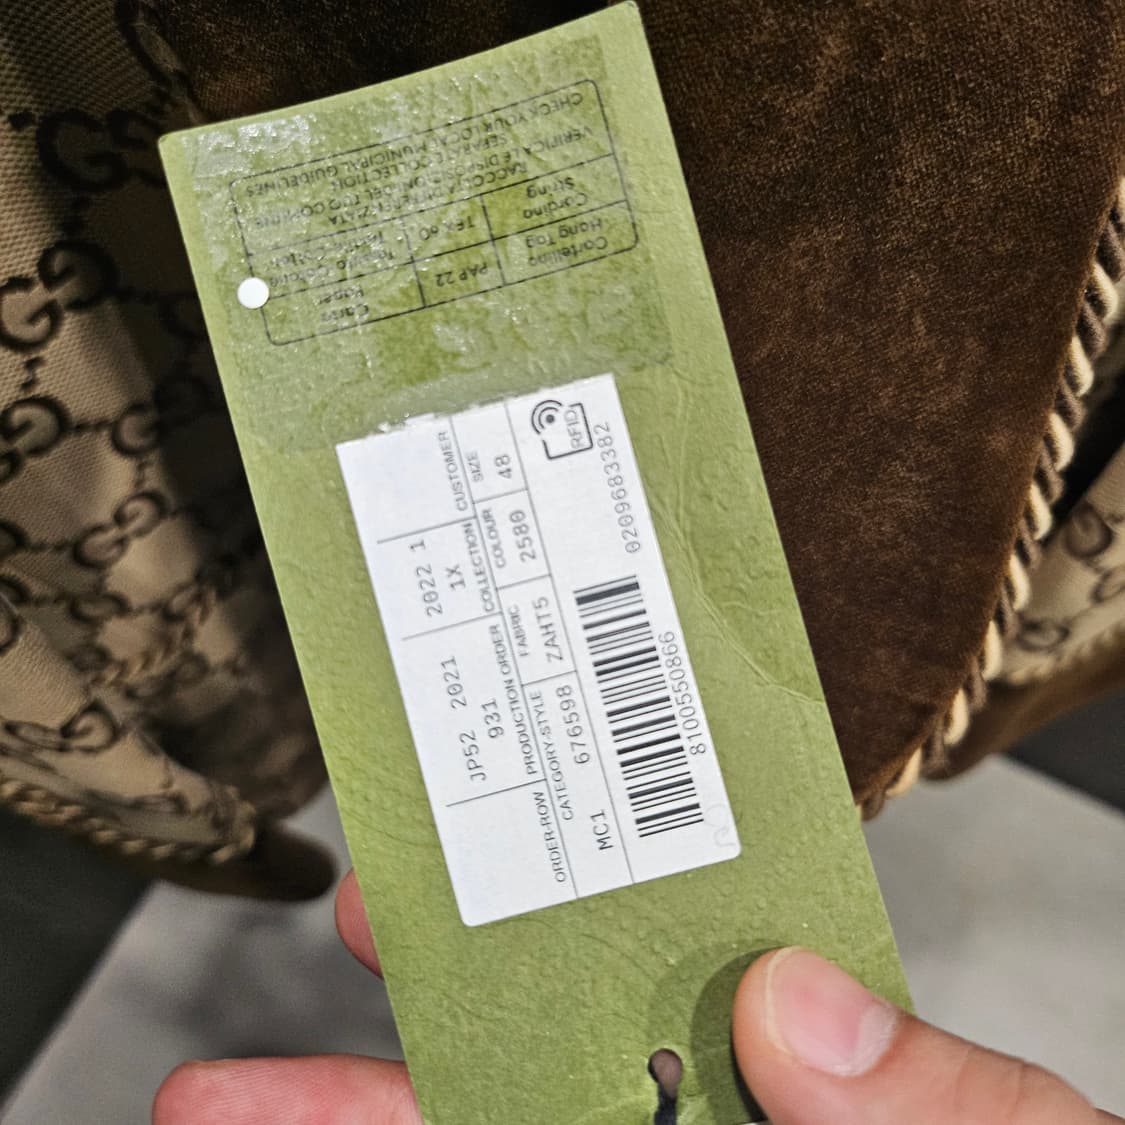 CHECK YOUR LOCAL MUNICIPAL GUIDELINES
SEPARATE COLLECTION.
VERIFICA LE DISPOSIZIONI DEL TUO COMUNE
RACCOLTA DIFFERENZIATA
String
Cordino
TEX 60
Hang Tag
Cartellino
PAP 22
Paper
Carta
CUSTOMER
2022 1
1X
COLLECTION
JP52 2021
931
PRODUCTION ORDER
ORDER-ROW
SIZE
48
COLOUR
2580
FABRIC
ZAHT5
CATEGORY-STYLE
MC1 676598
RFID
0209683382
8100550866